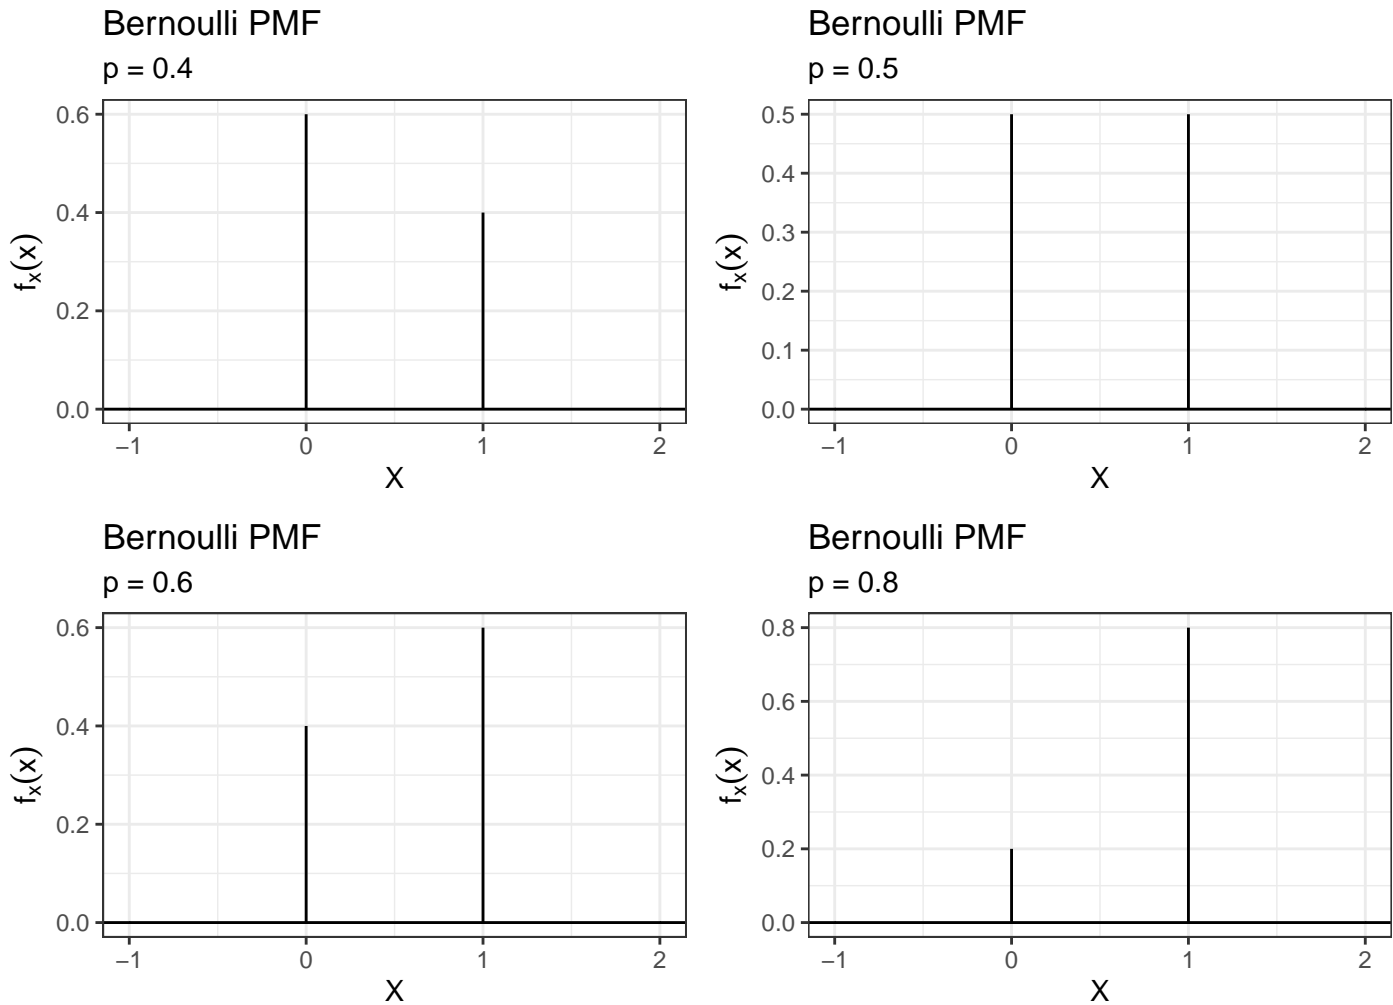 Bernoulli PMF
p = 0.4
0.6
0.4
0.2
0.0
fx(x)
−1 0 1 2
X
Bernoulli PMF
p = 0.5
0.5
0.4
0.3
0.2
0.1
0.0
fx(x)
−1 0 1 2
X
Bernoulli PMF
p = 0.6
0.6
0.4
0.2
0.0
fx(x)
−1 0 1 2
X
Bernoulli PMF
p = 0.8
0.8
0.6
0.4
0.2
0.0
fx(x)
−1 0 1 2
X